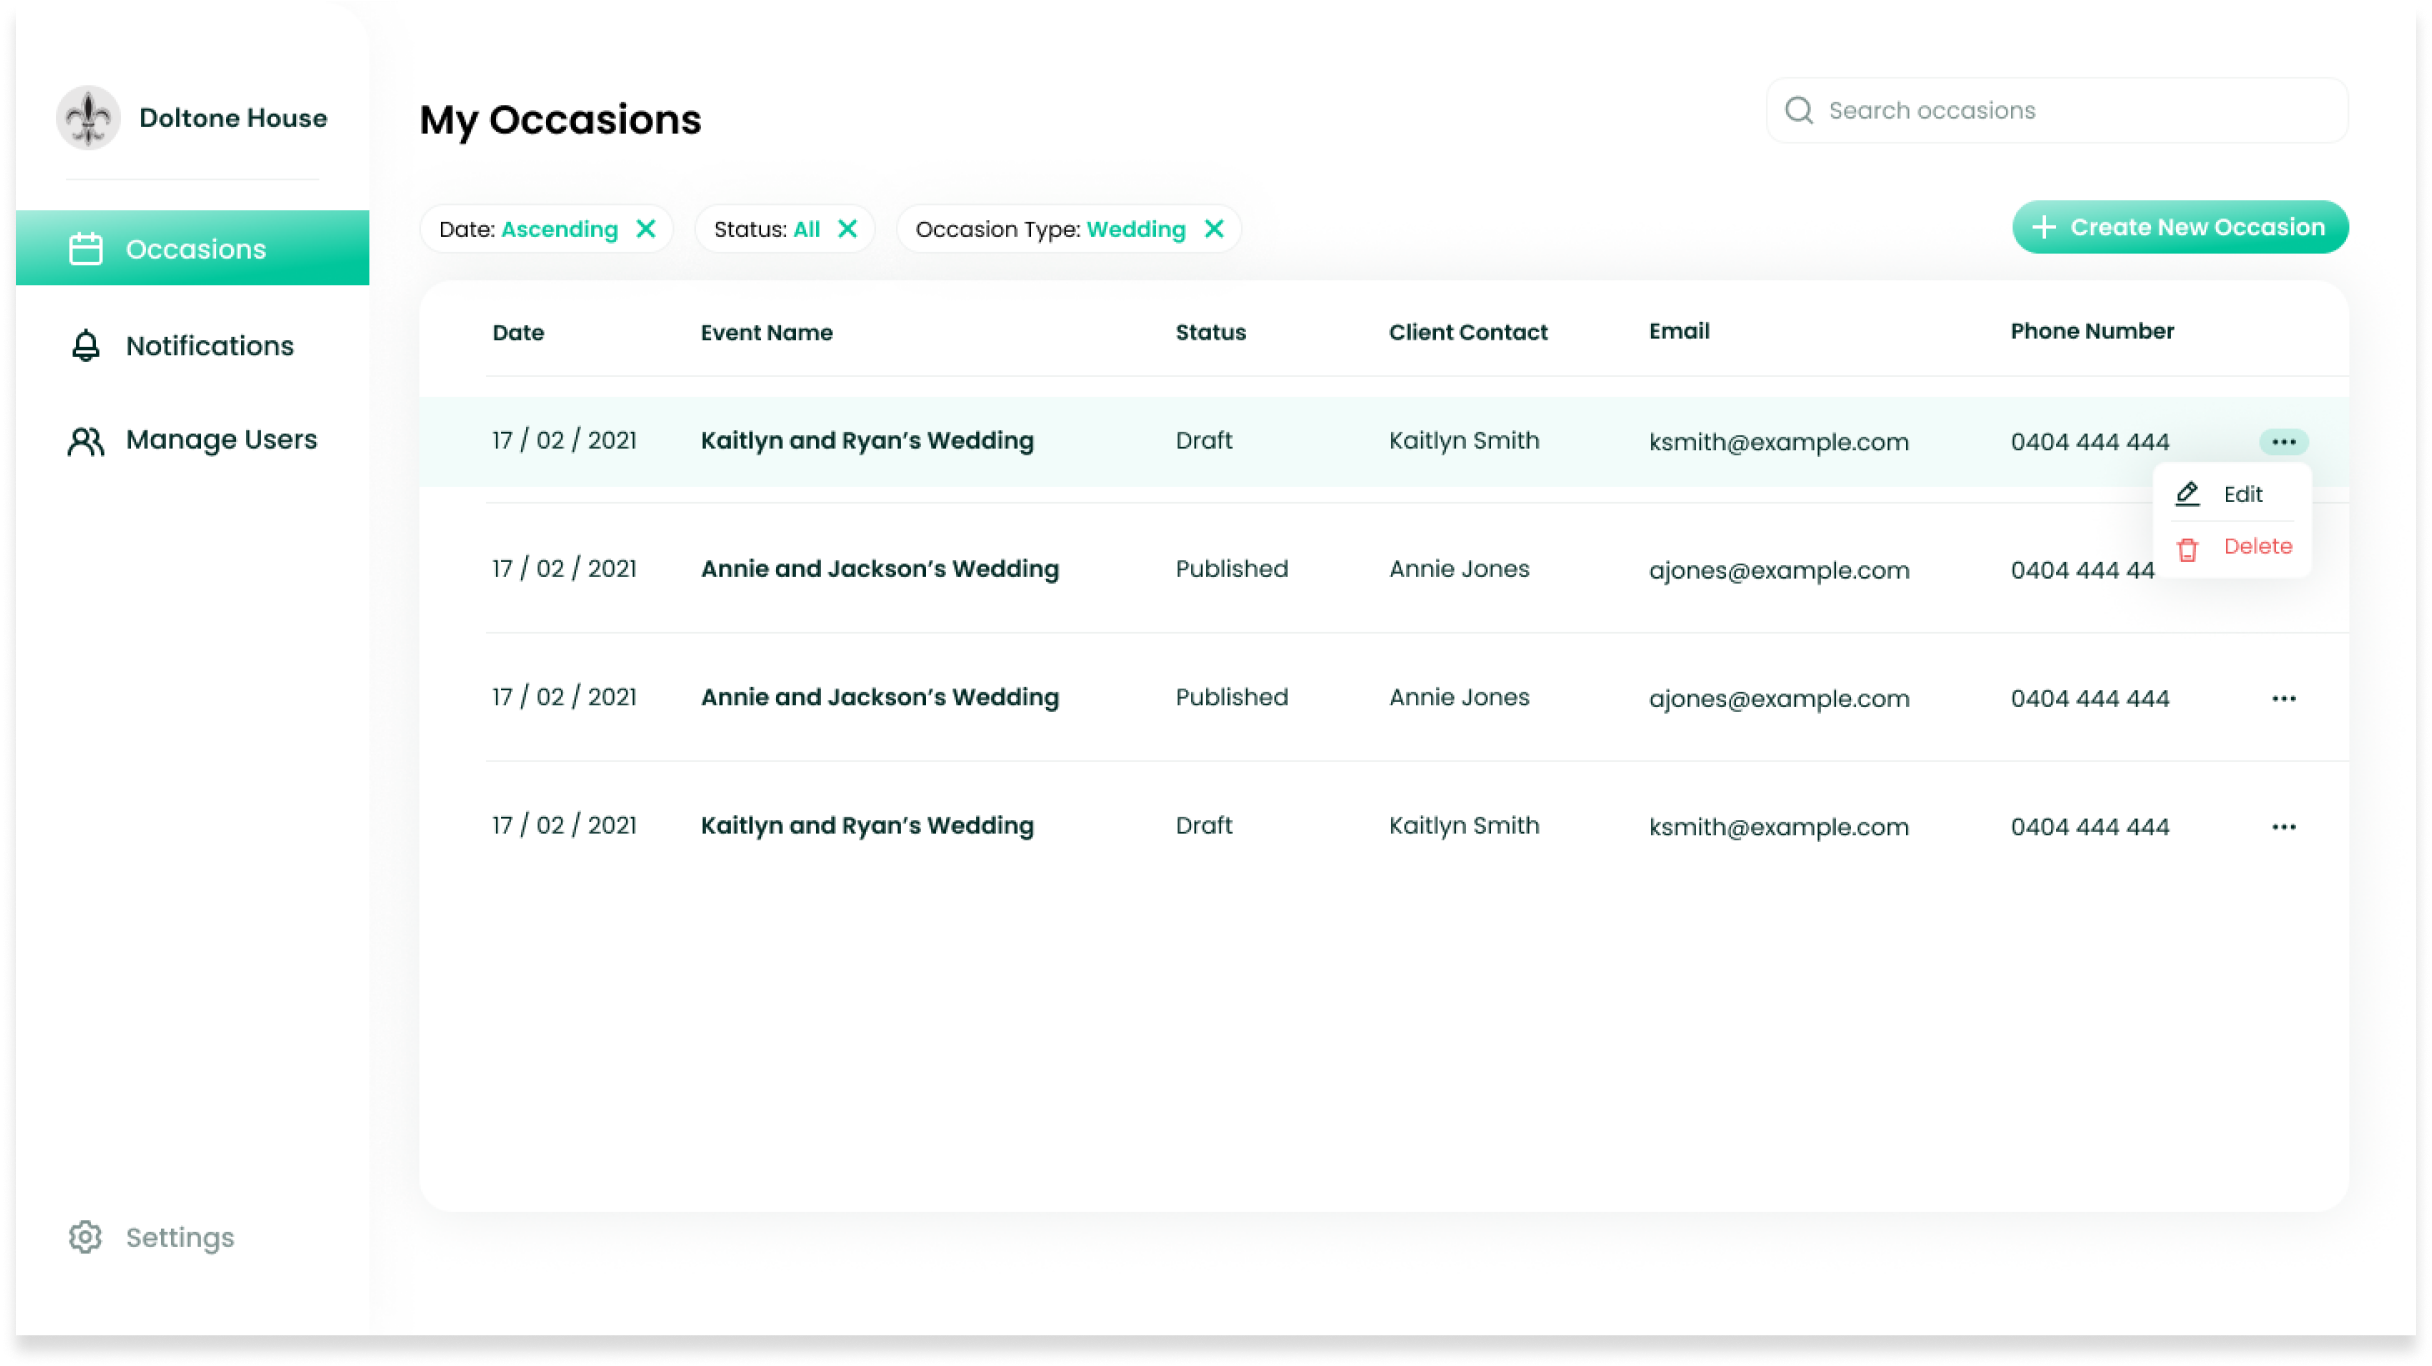 Doltone House
My Occasions
Search occasions
Date: Ascending
Status: All
Occasion Type: Wedding
Create New Occasion
Occasions
Notifications
Manage Users
Settings
Date Event Name Status Client Contact Email Phone Number
17 / 02 / 2021 Kaitlyn and Ryan’s Wedding Draft Kaitlyn Smith ksmith@example.com 0404 444 444
Edit
Delete
17 / 02 / 2021 Annie and Jackson’s Wedding Published Annie Jones ajones@example.com 0404 444 44
17 / 02 / 2021 Annie and Jackson’s Wedding Published Annie Jones ajones@example.com 0404 444 444
17 / 02 / 2021 Kaitlyn and Ryan’s Wedding Draft Kaitlyn Smith ksmith@example.com 0404 444 444